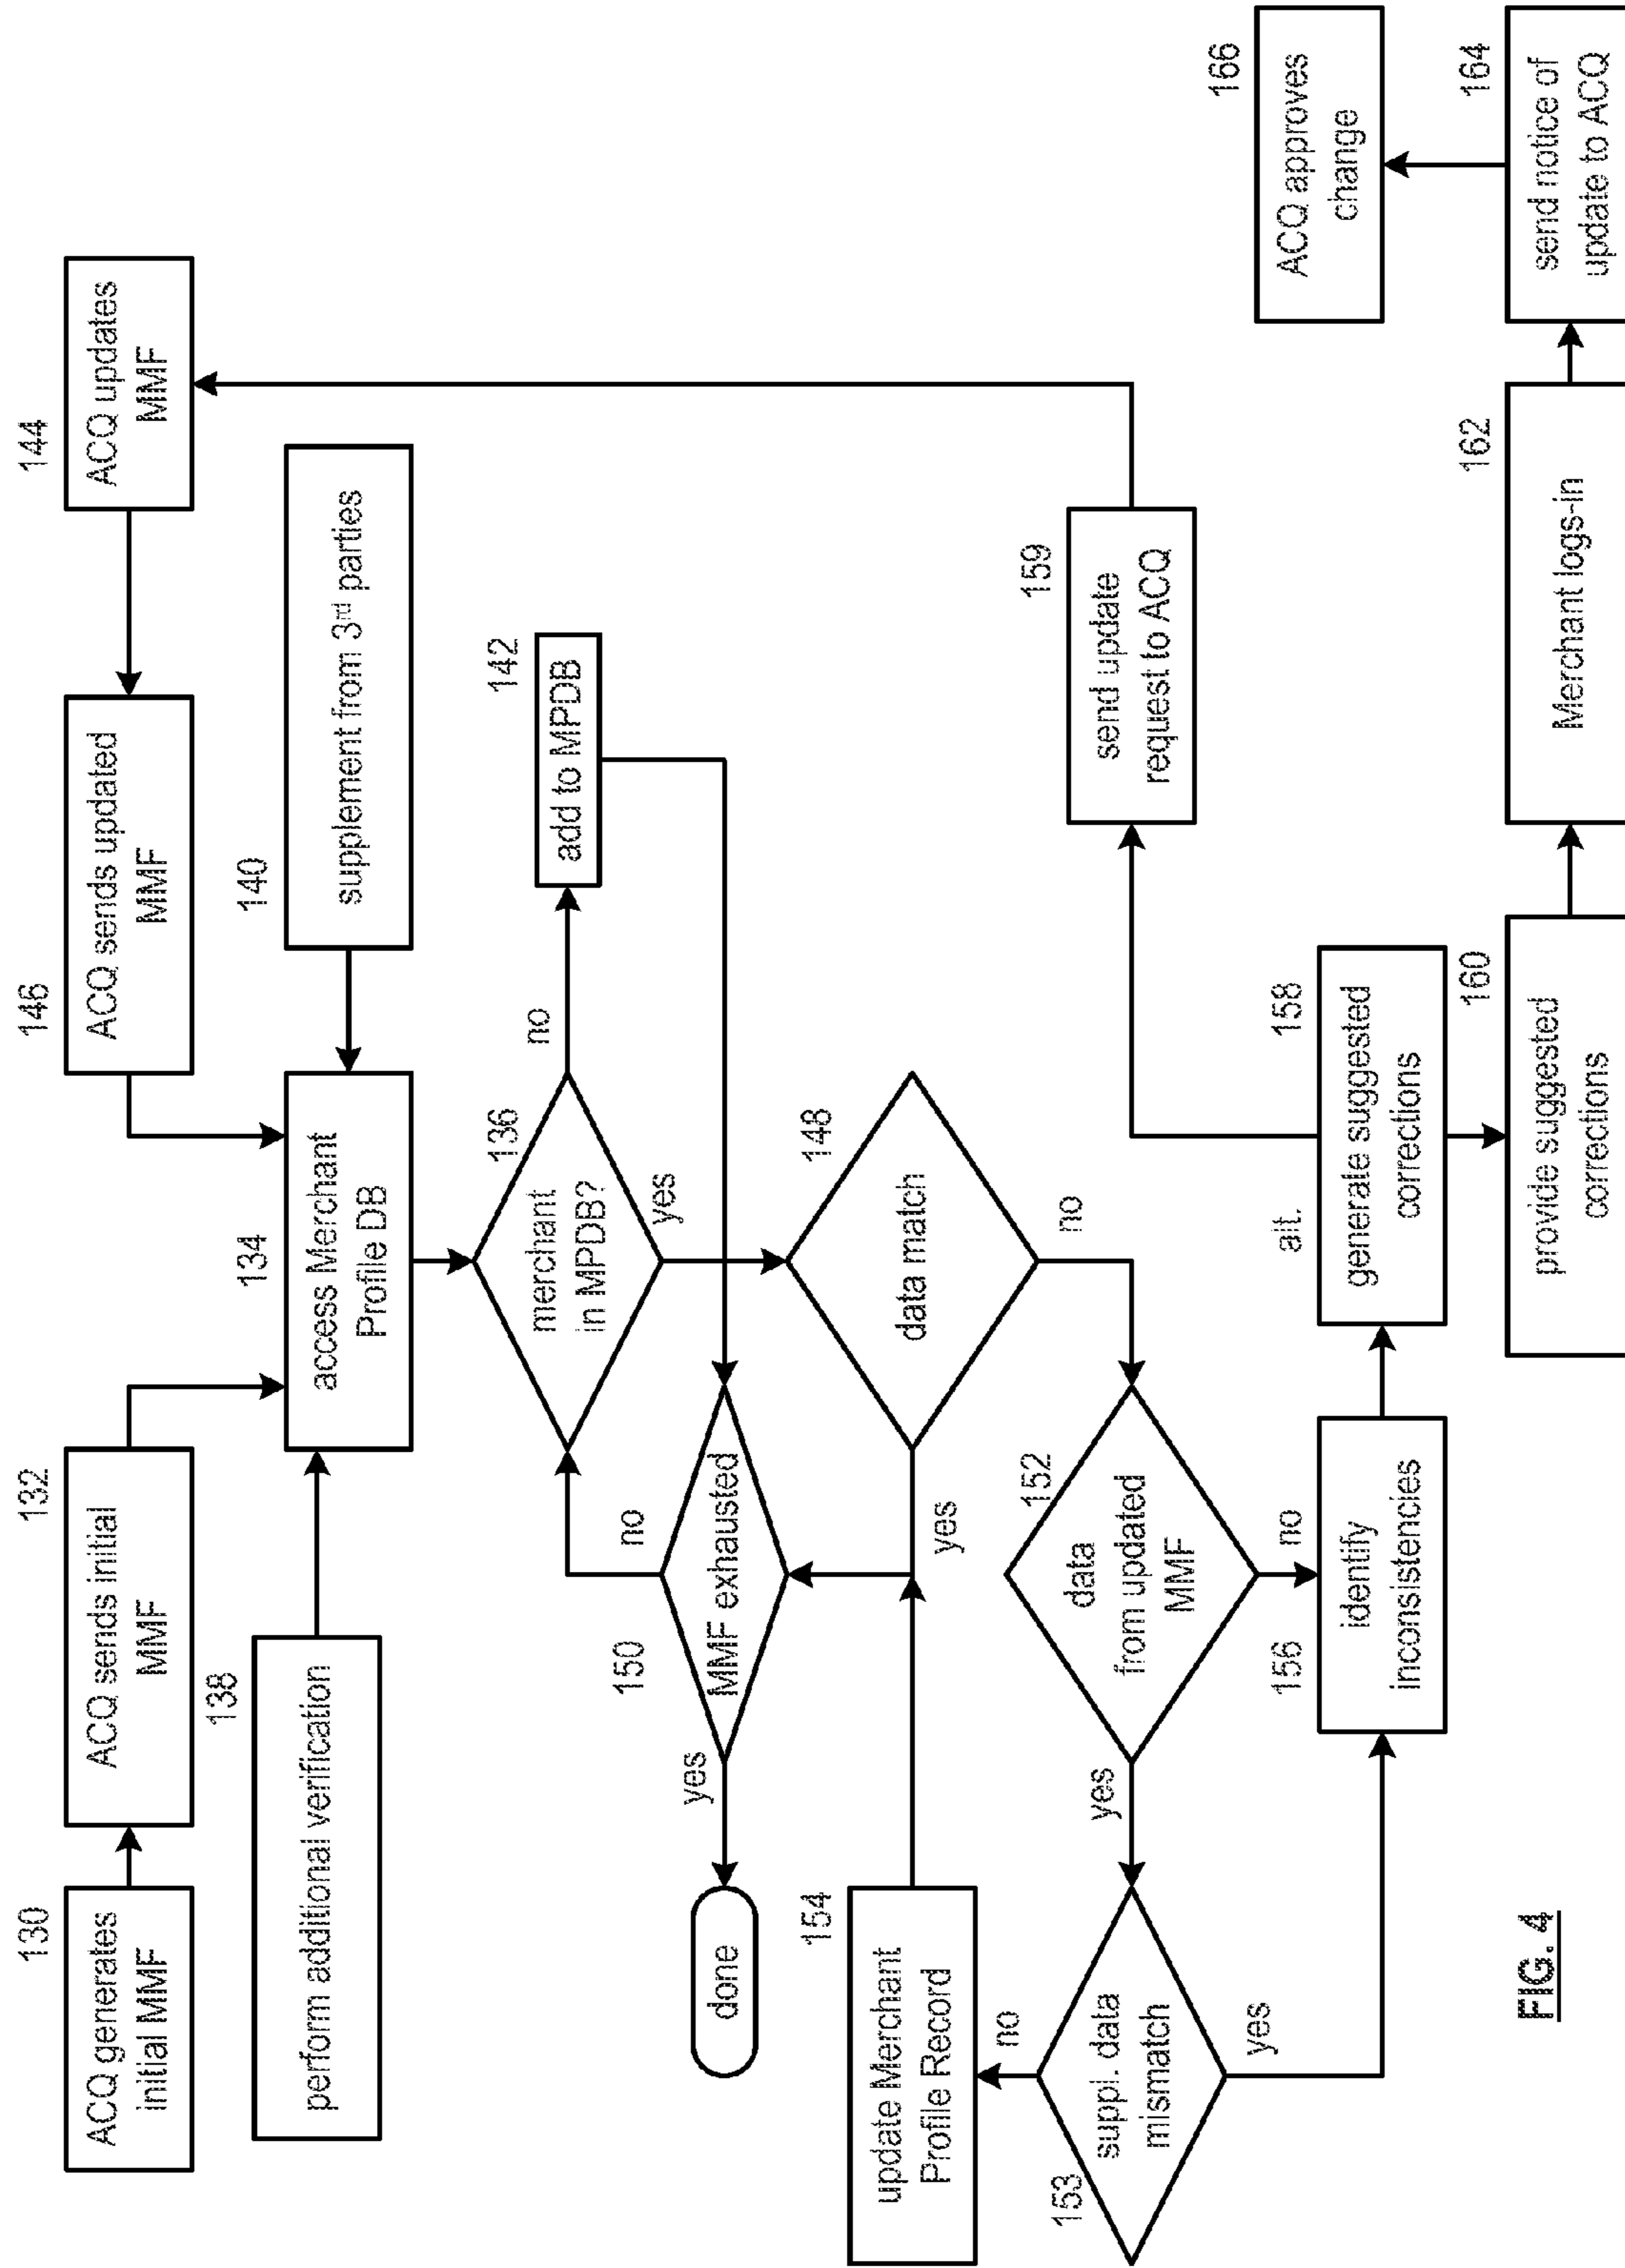 130
ACQ generates
initial MMF
132
ACQ sends initial
MMF
146
ACQ sends updated
MMF
144
ACQ updates
MMF
138
perform additional verification
134
access Merchant
Profile DB
140
supplement from 3rd parties
136
merchant
in MPDB?
no
yes
142
add to MPDB
150
MMF exhausted
no
yes
done
148
data match
yes
no
154
update Merchant
Profile Record
152
data
from updated
MMF
yes
no
153
suppl. data
mismatch
no
yes
156
identify
inconsistencies
158
alt.
generate suggested
corrections
159
send update
request to ACQ
160
provide suggested
corrections
162
Merchant logs-in
164
send notice of
update to ACQ
166
ACQ approves
change
FIG. 4